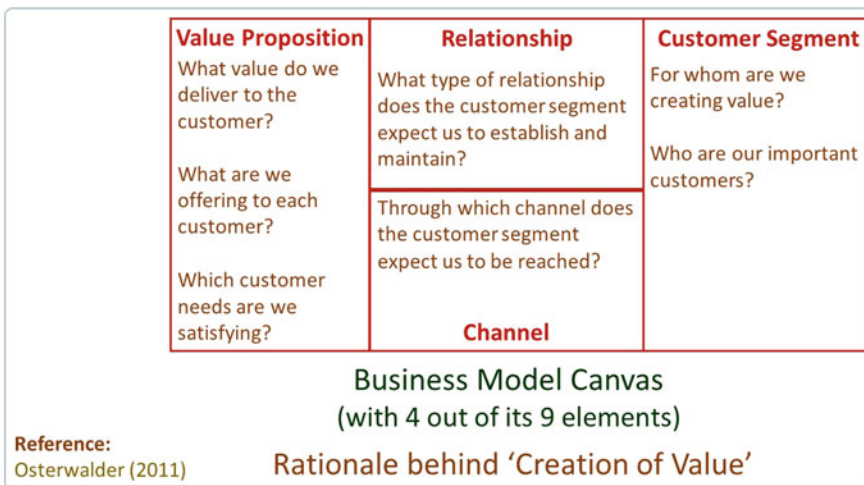 Value Proposition
What value do we
deliver to the
customer?
What are we
offering to each
customer?
Which customer
needs are we
satisfying?
Relationship
What type of relationship
does the customer segment
expect us to establish and
maintain?
Through which channel does
the customer segment
expect us to be reached?
Channel
Customer Segment
For whom are we
creating value?
Who are our important
customers?
Business Model Canvas
(with 4 out of its 9 elements)
Reference:
Osterwalder (2011)
Rationale behind ‘Creation of Value’